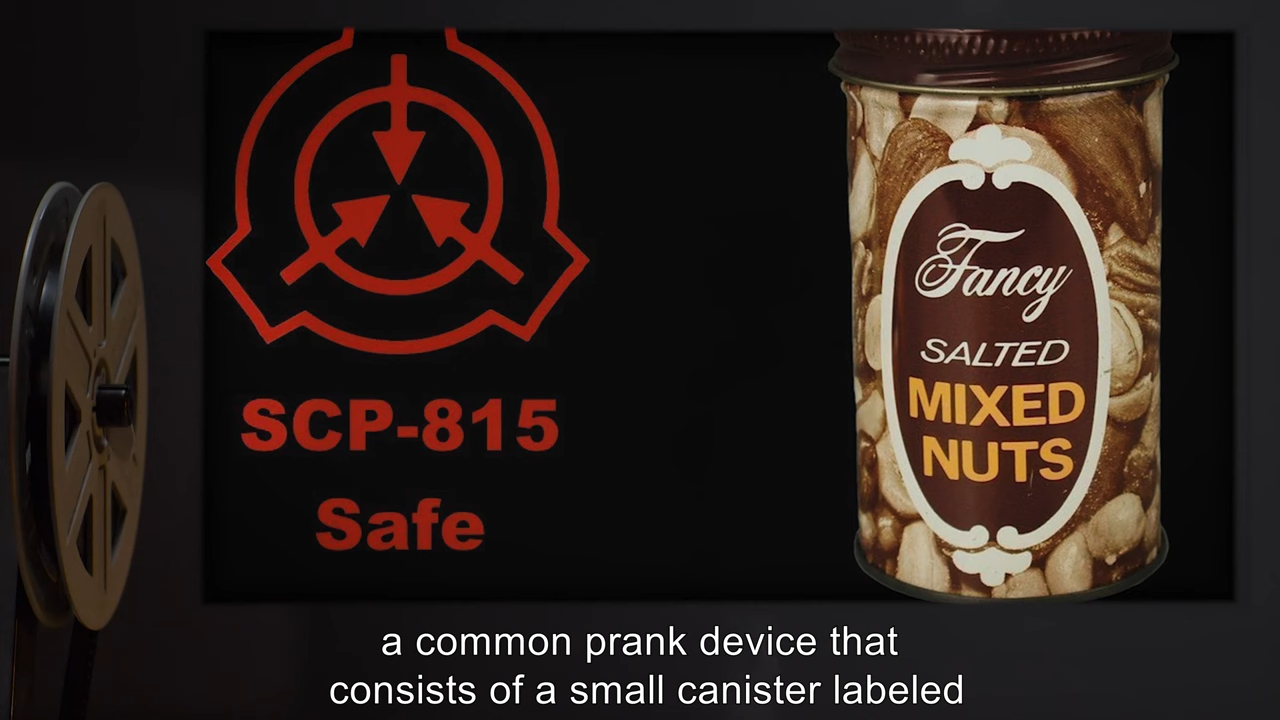 SCP-815
Safe
Fancy
SALTED
MIXED
NUTS
a common prank device that
consists of a small canister labeled